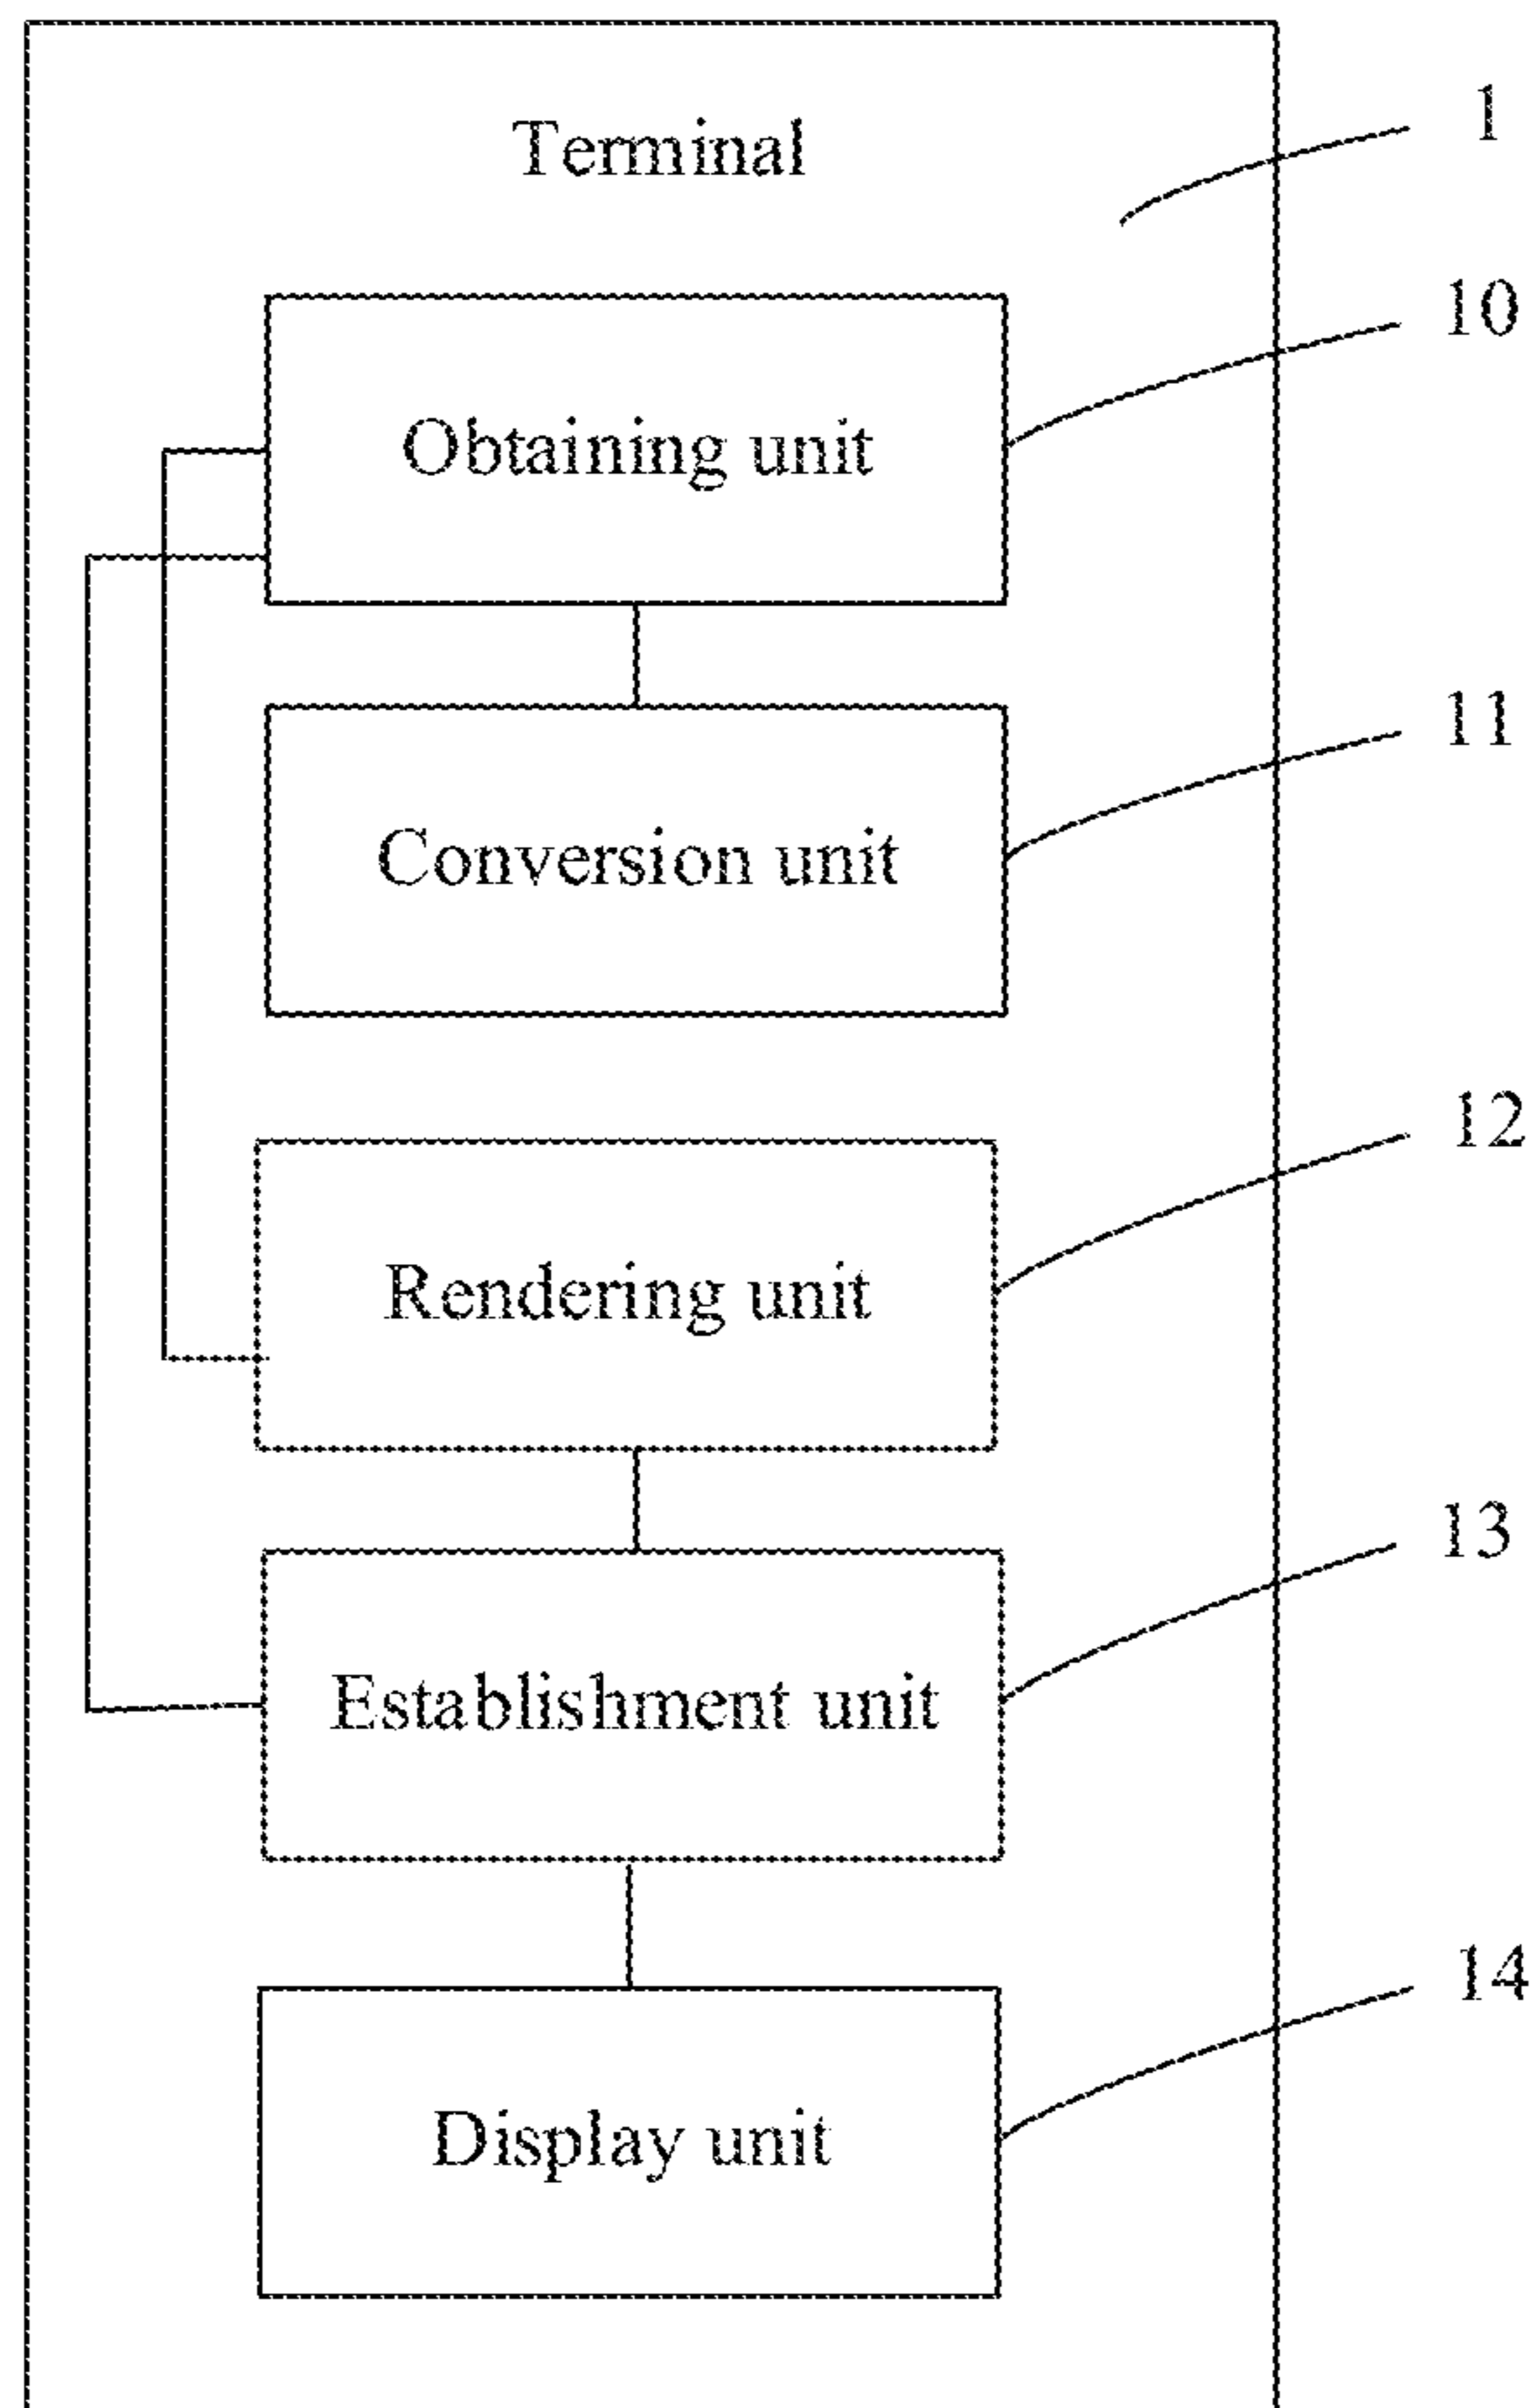 Terminal
1
10
Obtaining unit
11
Conversion unit
12
Rendering unit
13
Establishment unit
14
Display unit